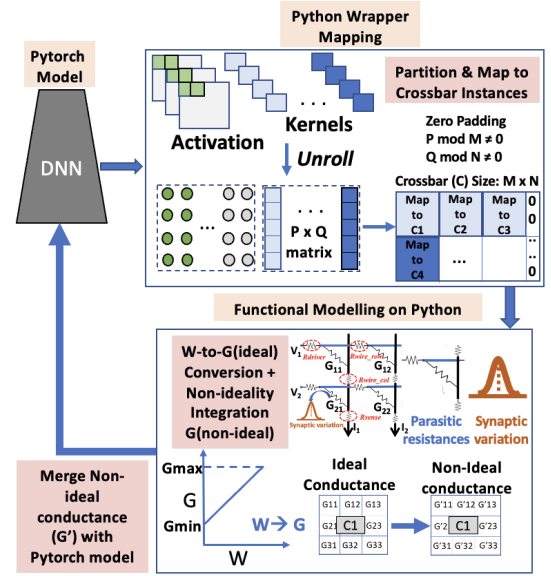 Python Wrapper
Mapping
Pytorch
Model
DNN
Activation
Kernels
. . .
Unroll
Partition & Map to
Crossbar Instances
Zero Padding
P mod M ≠ 0
Q mod N ≠ 0
Crossbar (C) Size: M x N
...
. . .
P x Q
matrix
Map to C1
Map to C2
Map to C3
0
0
..
..
0
Map to C4
...
Functional Modelling on Python
W-to-G(ideal)
Conversion +
Non-ideality
Integration
G(non-ideal)
V1
Rdriver
Rwire_row
G11
G12
Rwire_col
V2
G21
G22
Synaptic variation
Rsense
I1
I2
Parasitic
resistances
Synaptic
variation
Merge Non-
ideal
conductance
(G') with
Pytorch model
Gmax
G
Gmin
W
W→ G
Ideal
Conductance
G11 G12 G13
G21 C1 G23
G31 G32 G33
Non-Ideal
conductance
G'11 G'12 G'13
G'2 C1 G'23
G'31 G'32 G'33